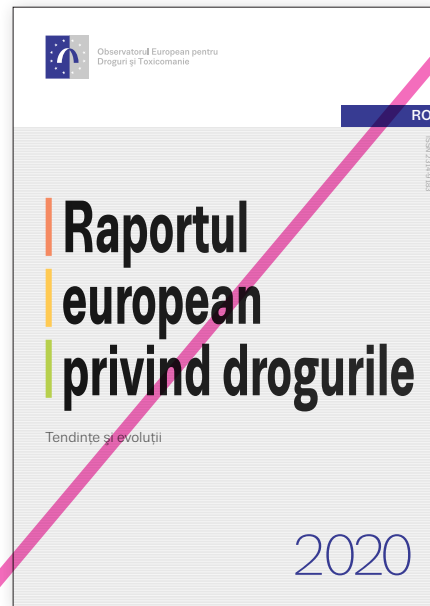 Observatorul European pentru
Droguri și Toxicomanie
RO
Raportul
european
privind drogurile
Tendințe și evoluții
2020